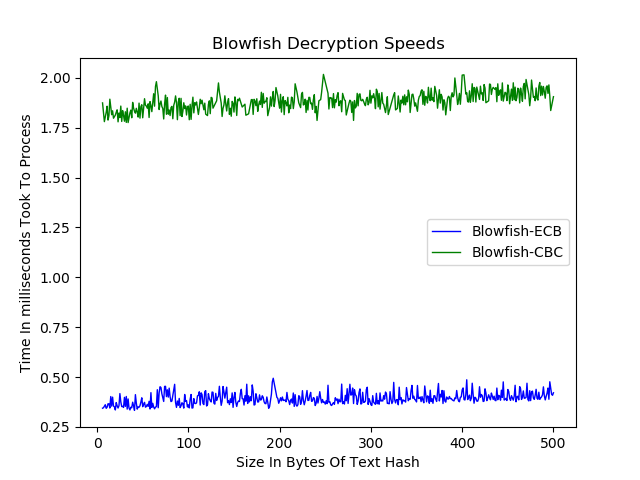 Blowfish Decryption Speeds
Time In milliseconds Took To Process
2.00
1.75
1.50
1.25
1.00
0.75
0.50
0.25
Blowfish-ECB
Blowfish-CBC
0 100 200 300 400 500
Size In Bytes Of Text Hash